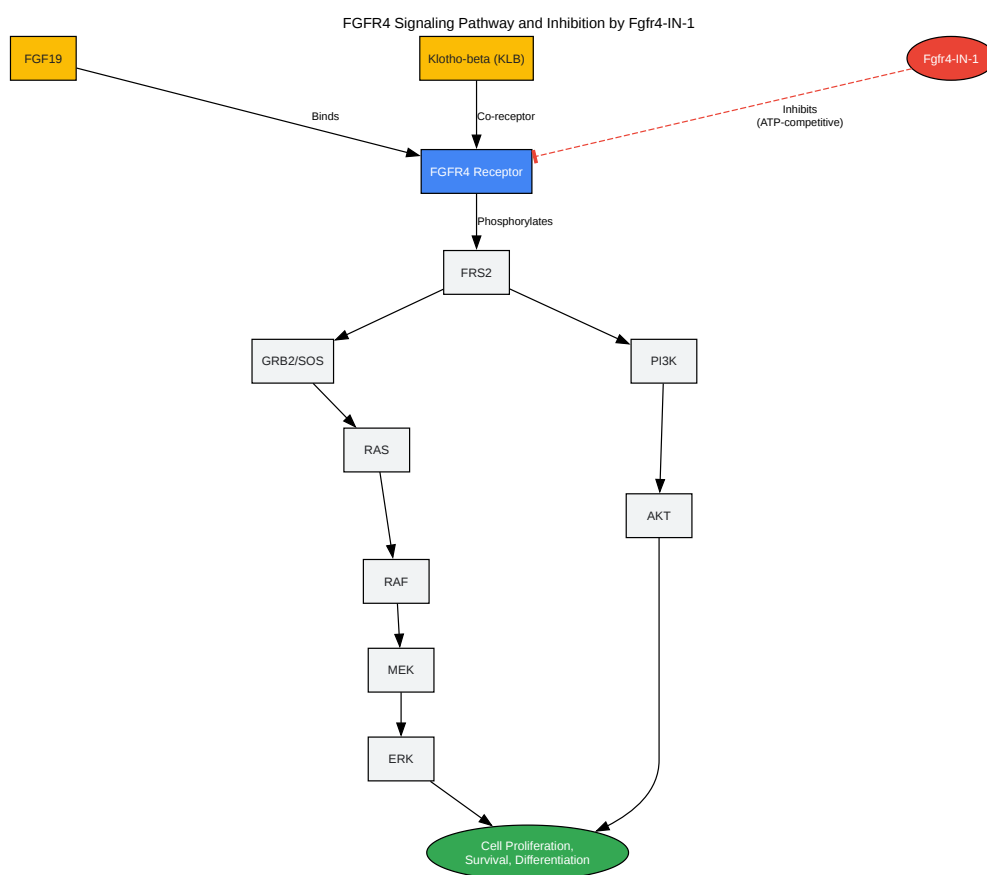 FGFR4 Signaling Pathway and Inhibition by Fgfr4-IN-1
FGF19
Klotho-beta (KLB)
Fgfr4-IN-1
Binds
Co-receptor
Inhibits
(ATP-competitive)
FGFR4 Receptor
Phosphorylates
FRS2
GRB2/SOS
PI3K
RAS
AKT
RAF
MEK
ERK
Cell Proliferation,
Survival, Differentiation